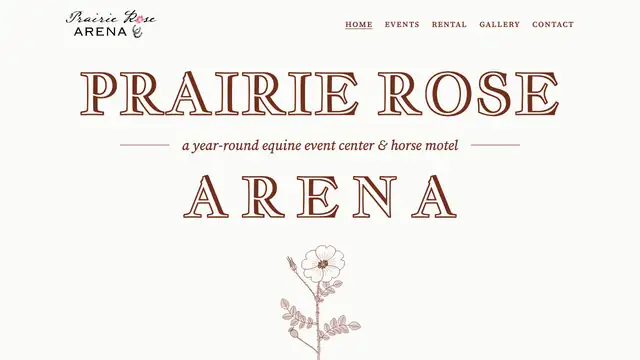 Prairie Rose
ARENA
HOME EVENTS RENTAL GALLERY CONTACT
PRAIRIE ROSE
a year-round equine event center & horse motel
ARENA